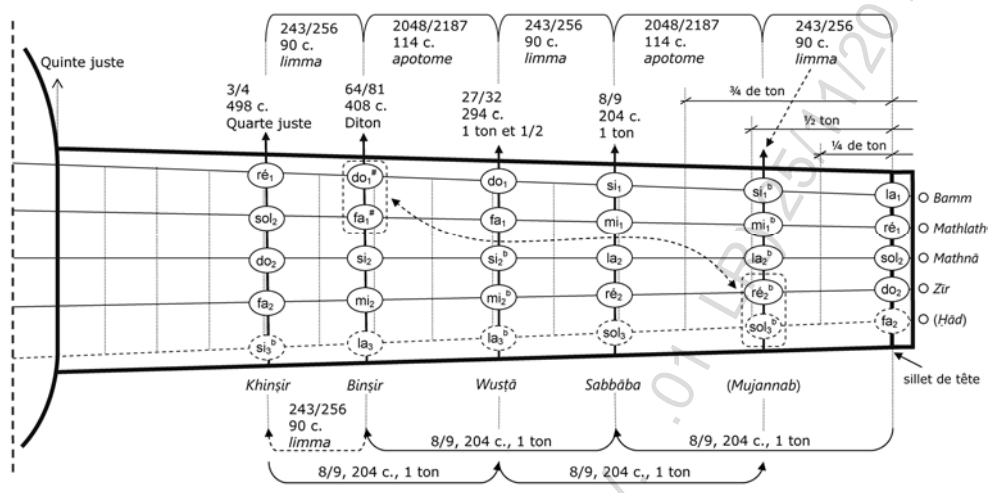 243/256 2048/2187 243/256 2048/2187 243/256
90 c. 114 c. 90 c. 114 c. 90 c.
limma apotome limma apotome limma
Quinte juste
3/4 64/81 27/32 8/9
498 c. 408 c. 294 c. 204 c.
Quarte juste Diton 1 ton et 1/2 1 ton
¾ de ton
½ ton
¼ de ton
ré₁ do₁# do₁ si₁ si₁ᵇ la₁ Bamm
sol₂ fa₁# fa₁ mi₁ mi₁ᵇ ré₁ Mathlath
do₂ si₂ si₂ᵇ la₂ la₂ᵇ sol₂ Mathnā
fa₂ mi₂ mi₂ᵇ ré₂ ré₂ᵇ do₂ Zīr
si₃ᵇ la₃ la₃ᵇ sol₃ sol₃ᵇ fa₂ (Ḥād)
Khinṣir Binṣir Wusṭā Sabbāba (Mujannab) sillet de tête
243/256
90 c.
limma
8/9, 204 c., 1 ton 8/9, 204 c., 1 ton
8/9, 204 c., 1 ton 8/9, 204 c., 1 ton